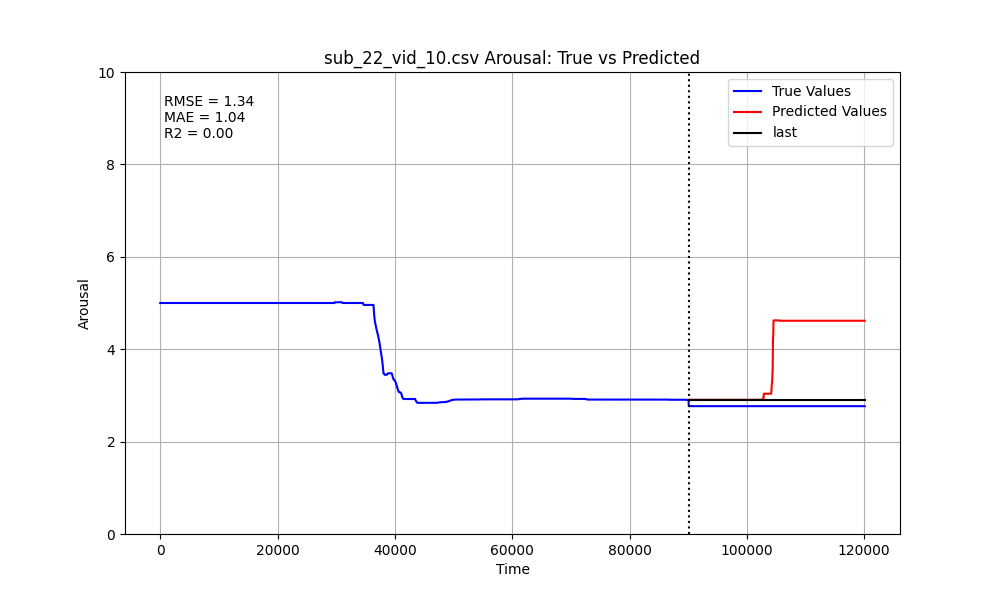 sub_22_vid_10.csv Arousal: True vs Predicted
RMSE = 1.34
MAE = 1.04
R2 = 0.00
True Values
Predicted Values
last
Arousal
10
8
6
4
2
0
0
20000
40000
60000
80000
100000
120000
Time